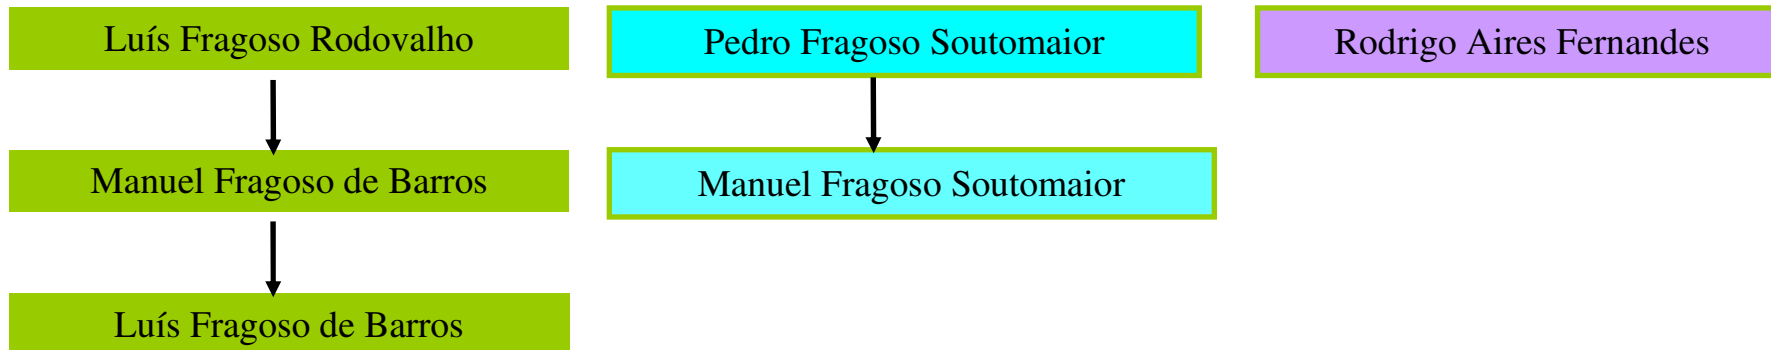 Luís Fragoso Rodovalho
Pedro Fragoso Soutomaior
Rodrigo Aires Fernandes
Manuel Fragoso de Barros
Manuel Fragoso Soutomaior
Luís Fragoso de Barros